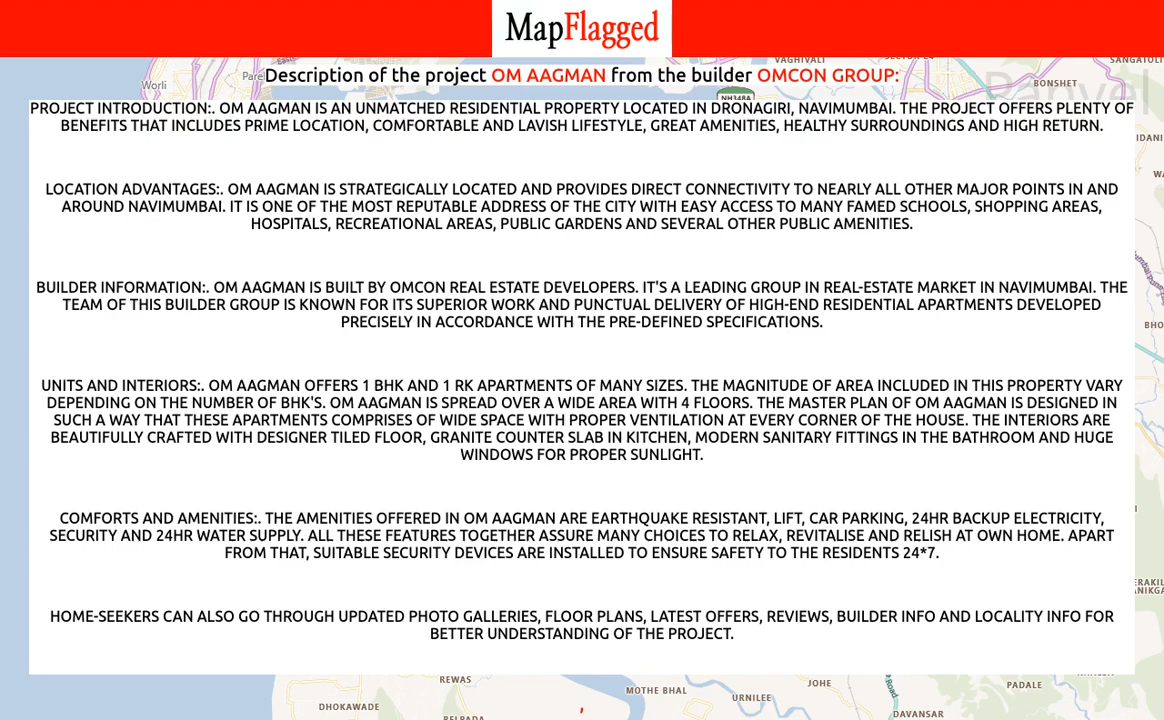 MapFlagged
Worli
Parel
VAGHIVALI
SANGATOLI
BONSHET
Panvel
NH348A
Description of the project OM AAGMAN from the builder OMCON GROUP:
PROJECT INTRODUCTION:. OM AAGMAN IS AN UNMATCHED RESIDENTIAL PROPERTY LOCATED IN DRONAGIRI, NAVIMUMBAI. THE PROJECT OFFERS PLENTY OF
BENEFITS THAT INCLUDES PRIME LOCATION, COMFORTABLE AND LAVISH LIFESTYLE, GREAT AMENITIES, HEALTHY SURROUNDINGS AND HIGH RETURN.
LOCATION ADVANTAGES:. OM AAGMAN IS STRATEGICALLY LOCATED AND PROVIDES DIRECT CONNECTIVITY TO NEARLY ALL OTHER MAJOR POINTS IN AND
AROUND NAVIMUMBAI. IT IS ONE OF THE MOST REPUTABLE ADDRESS OF THE CITY WITH EASY ACCESS TO MANY FAMED SCHOOLS, SHOPPING AREAS,
HOSPITALS, RECREATIONAL AREAS, PUBLIC GARDENS AND SEVERAL OTHER PUBLIC AMENITIES.
BUILDER INFORMATION:. OM AAGMAN IS BUILT BY OMCON REAL ESTATE DEVELOPERS. IT'S A LEADING GROUP IN REAL-ESTATE MARKET IN NAVIMUMBAI. THE
TEAM OF THIS BUILDER GROUP IS KNOWN FOR ITS SUPERIOR WORK AND PUNCTUAL DELIVERY OF HIGH-END RESIDENTIAL APARTMENTS DEVELOPED
PRECISELY IN ACCORDANCE WITH THE PRE-DEFINED SPECIFICATIONS.
UNITS AND INTERIORS:. OM AAGMAN OFFERS 1 BHK AND 1 RK APARTMENTS OF MANY SIZES. THE MAGNITUDE OF AREA INCLUDED IN THIS PROPERTY VARY
DEPENDING ON THE NUMBER OF BHK'S. OM AAGMAN IS SPREAD OVER A WIDE AREA WITH 4 FLOORS. THE MASTER PLAN OF OM AAGMAN IS DESIGNED IN
SUCH A WAY THAT THESE APARTMENTS COMPRISES OF WIDE SPACE WITH PROPER VENTILATION AT EVERY CORNER OF THE HOUSE. THE INTERIORS ARE
BEAUTIFULLY CRAFTED WITH DESIGNER TILED FLOOR, GRANITE COUNTER SLAB IN KITCHEN, MODERN SANITARY FITTINGS IN THE BATHROOM AND HUGE
WINDOWS FOR PROPER SUNLIGHT.
COMFORTS AND AMENITIES:. THE AMENITIES OFFERED IN OM AAGMAN ARE EARTHQUAKE RESISTANT, LIFT, CAR PARKING, 24HR BACKUP ELECTRICITY,
SECURITY AND 24HR WATER SUPPLY. ALL THESE FEATURES TOGETHER ASSURE MANY CHOICES TO RELAX, REVITALISE AND RELISH AT OWN HOME. APART
FROM THAT, SUITABLE SECURITY DEVICES ARE INSTALLED TO ENSURE SAFETY TO THE RESIDENTS 24*7.
HOME-SEEKERS CAN ALSO GO THROUGH UPDATED PHOTO GALLERIES, FLOOR PLANS, LATEST OFFERS, REVIEWS, BUILDER INFO AND LOCALITY INFO FOR
BETTER UNDERSTANDING OF THE PROJECT.
REWAS
MOTHE BHAL
URNILEE
JOHE
PADALE
DHOKAWADE
DAVANSAR